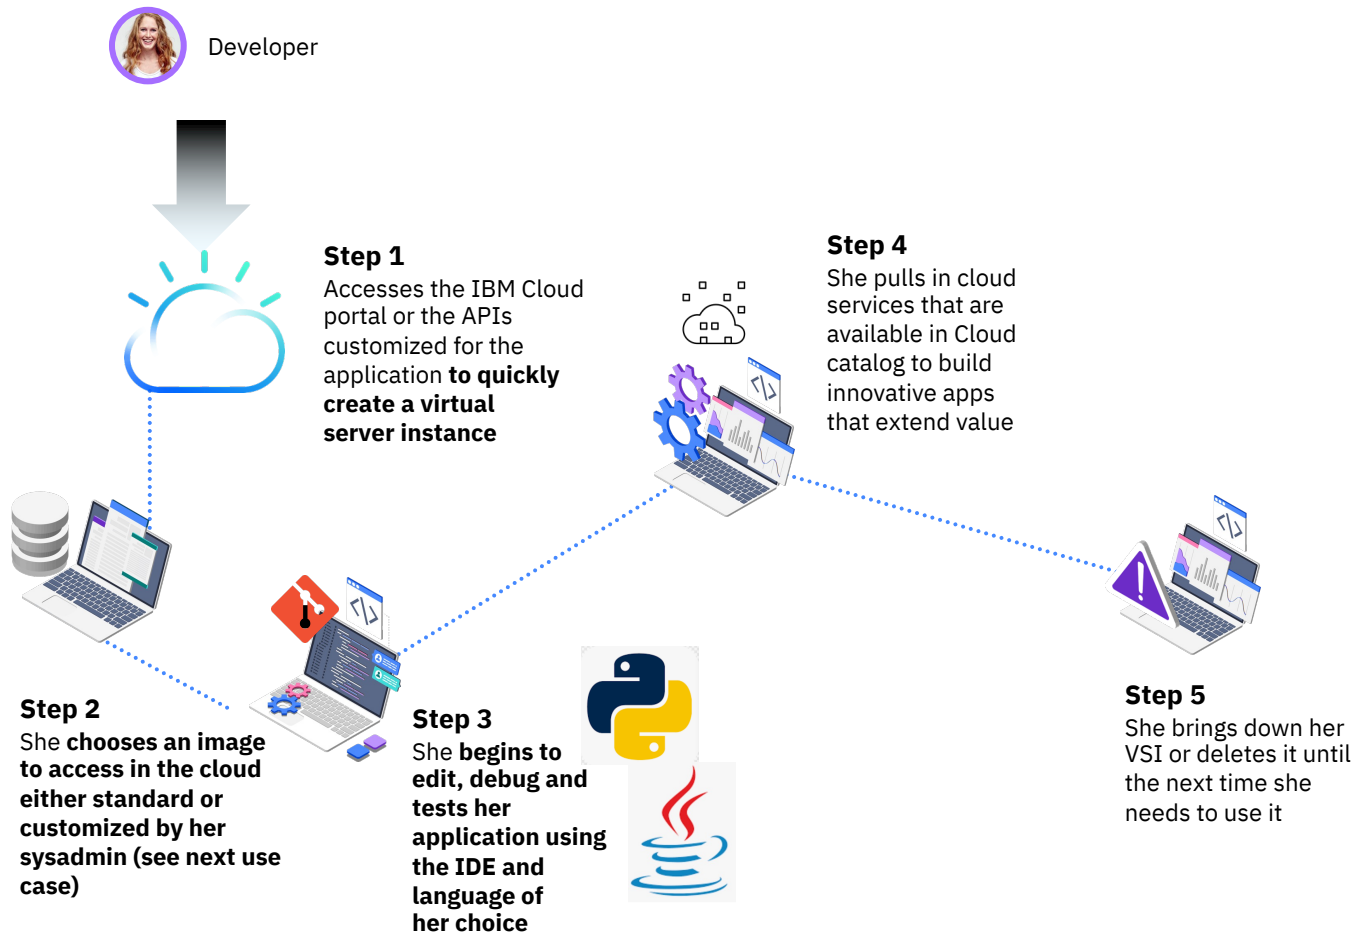 Developer
Step 1
Accesses the IBM Cloud
portal or the APIs
customized for the
application to quickly
create a virtual
server instance
Step 2
She chooses an image
to access in the cloud
either standard or
customized by her
sysadmin (see next use
case)
Step 3
She begins to
edit, debug and
tests her
application using
the IDE and
language of
her choice
Step 4
She pulls in cloud
services that are
available in Cloud
catalog to build
innovative apps
that extend value
Step 5
She brings down her
VSI or deletes it until
the next time she
needs to use it